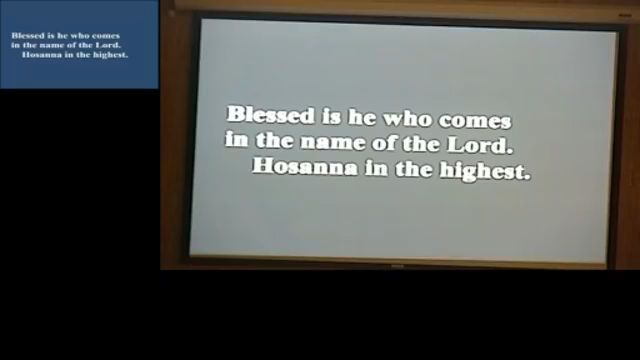 Blessed is he who comes
in the name of the Lord.
Hosanna in the highest.
Blessed is he who comes
in the name of the Lord.
Hosanna in the highest.